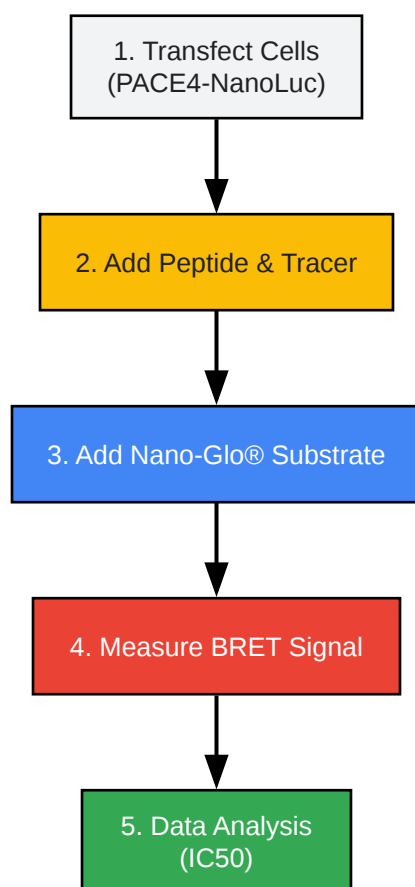 1. Transfect Cells
(PACE4-NanoLuc)
2. Add Peptide & Tracer
3. Add Nano-Glo® Substrate
4. Measure BRET Signal
5. Data Analysis
(IC50)